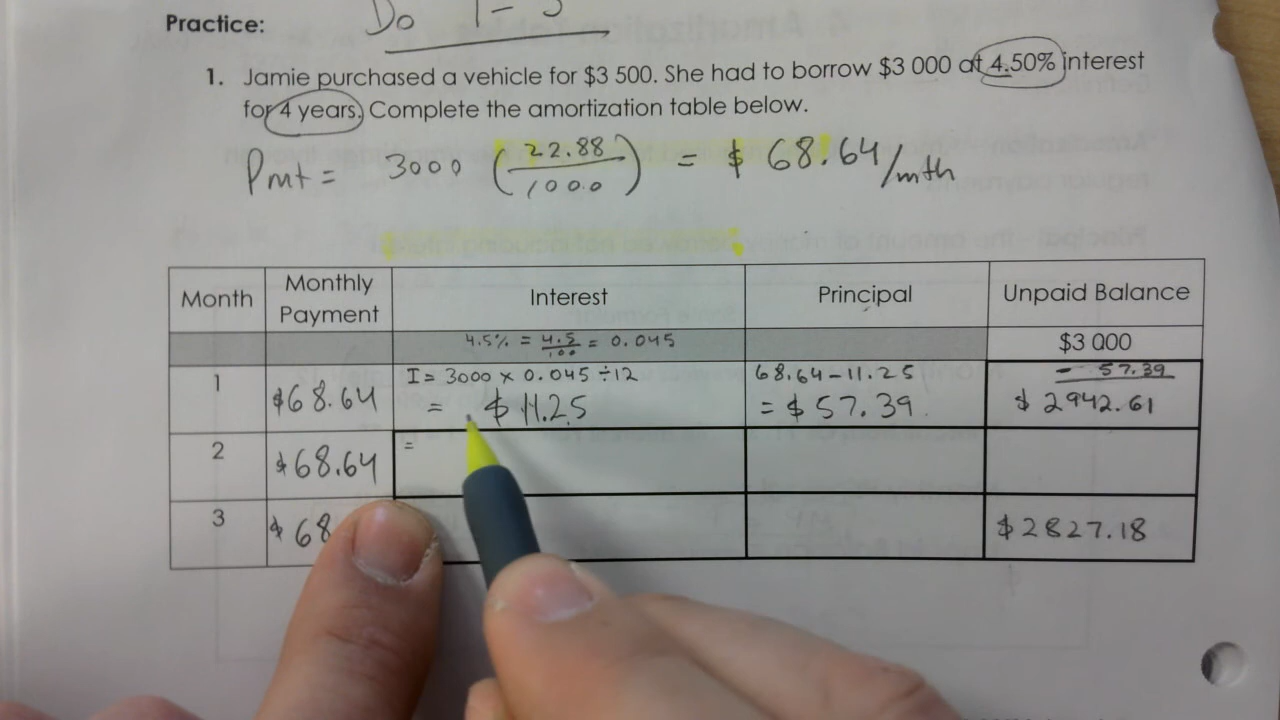 Practice:
Do 1-3
1. Jamie purchased a vehicle for $3 500. She had to borrow $3 000 at 4.50% interest
for 4 years. Complete the amortization table below.
Pmt = 3000 (22.88/1000) = $68.64/mth
Month Monthly Payment Interest Principal Unpaid Balance
4.5% = 4.5/100 = 0.045 $3 000
1 $68.64 I = 3000 × 0.045 ÷ 12 68.64 - 11.25 - 57.39
= $11.25 = $57.39 $2942.61
2 $68.64 =
3 $68 $2827.18